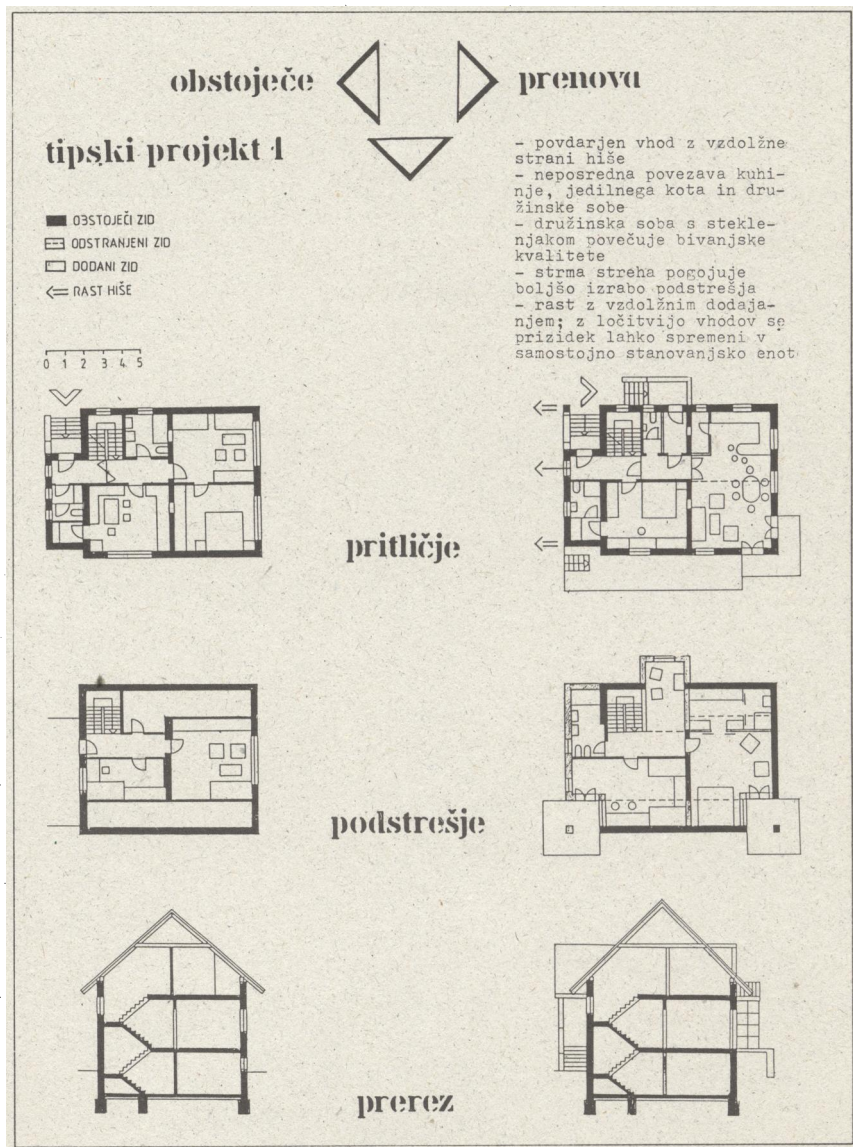 obstoječe
prenova
tipski projekt 1
- povdarjen vhod z vzdolžne
strani hiše
- neposredna povezava kuhi-
nje, jedilnega kota in dru-
žinske sobe
- družinska soba s stekle-
njakom povečuje bivanjske
kvalitete
- strma streha pogojuje
boljšo izrabo podstrešja
- rast z vzdolžnim dodaja-
njem; z ločitvijo vhodov se
prizidek lahko spremeni v
samostojno stanovanjsko enot
OBSTOJEČI ZID
ODSTRANJENI ZID
DODANI ZID
RAST HIŠE
0 1 2 3 4 5
pritličje
podstrešje
prerez